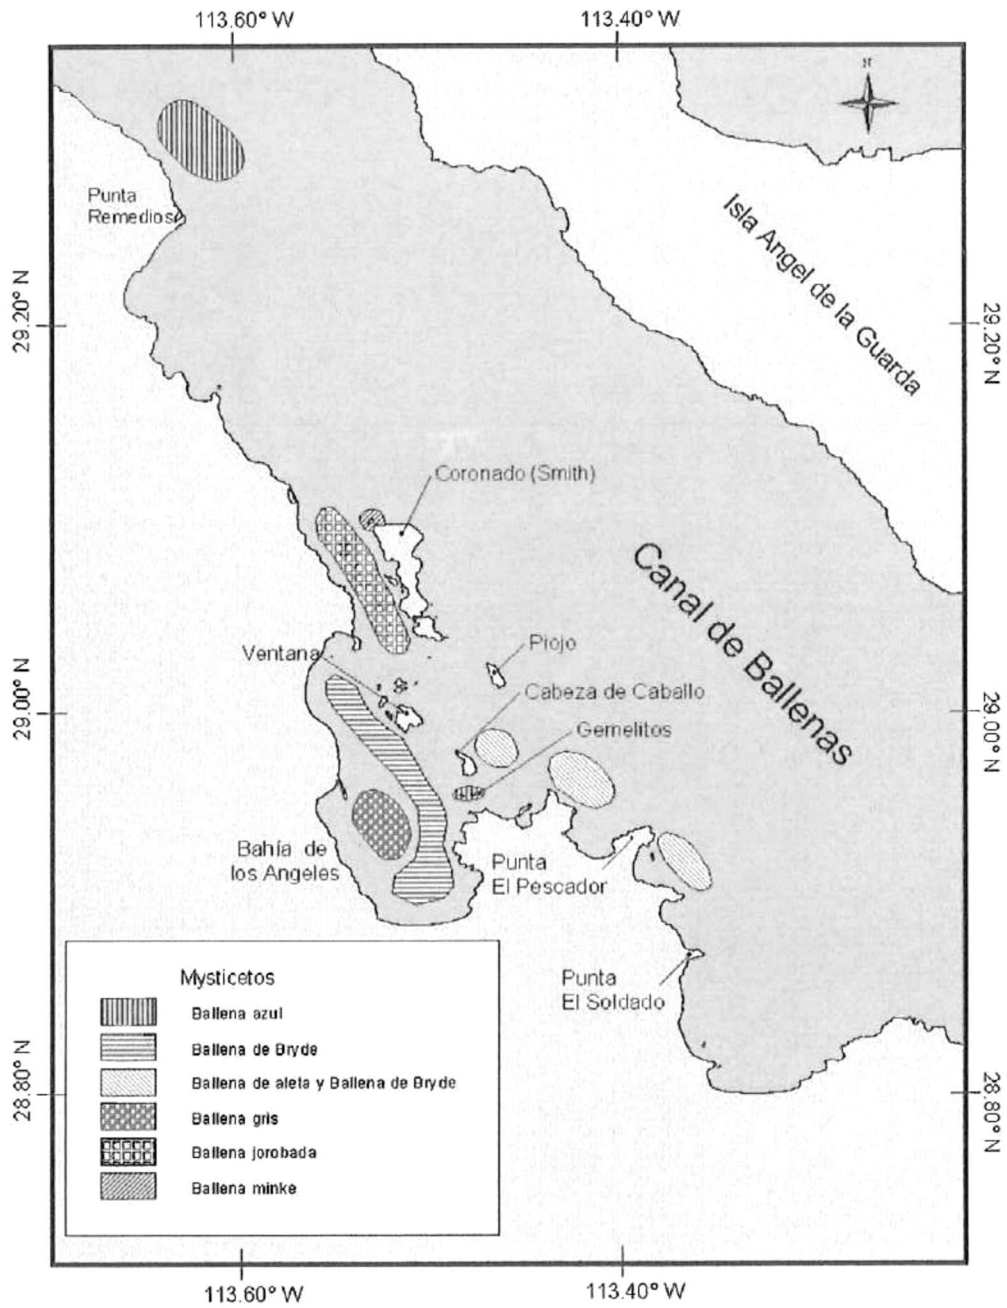 113.60° W
113.40° W
N
Punta
Remedios
Isla Angel de la Guarda
29.20° N
29.20° N
Coronado (Smith)
Canal de Ballenas
Ventana
Piojo
Cabeza de Caballo
Gemelitos
29.00° N
29.00° N
Bahía de
los Angeles
Punta
El Pescador
Punta
El Soldado
Mysticetos
Ballena azul
Ballena de Bryde
Ballena de aleta y Ballena de Bryde
Ballena gris
Ballena jorobada
Ballena minke
28.80° N
28.80° N
113.60° W
113.40° W